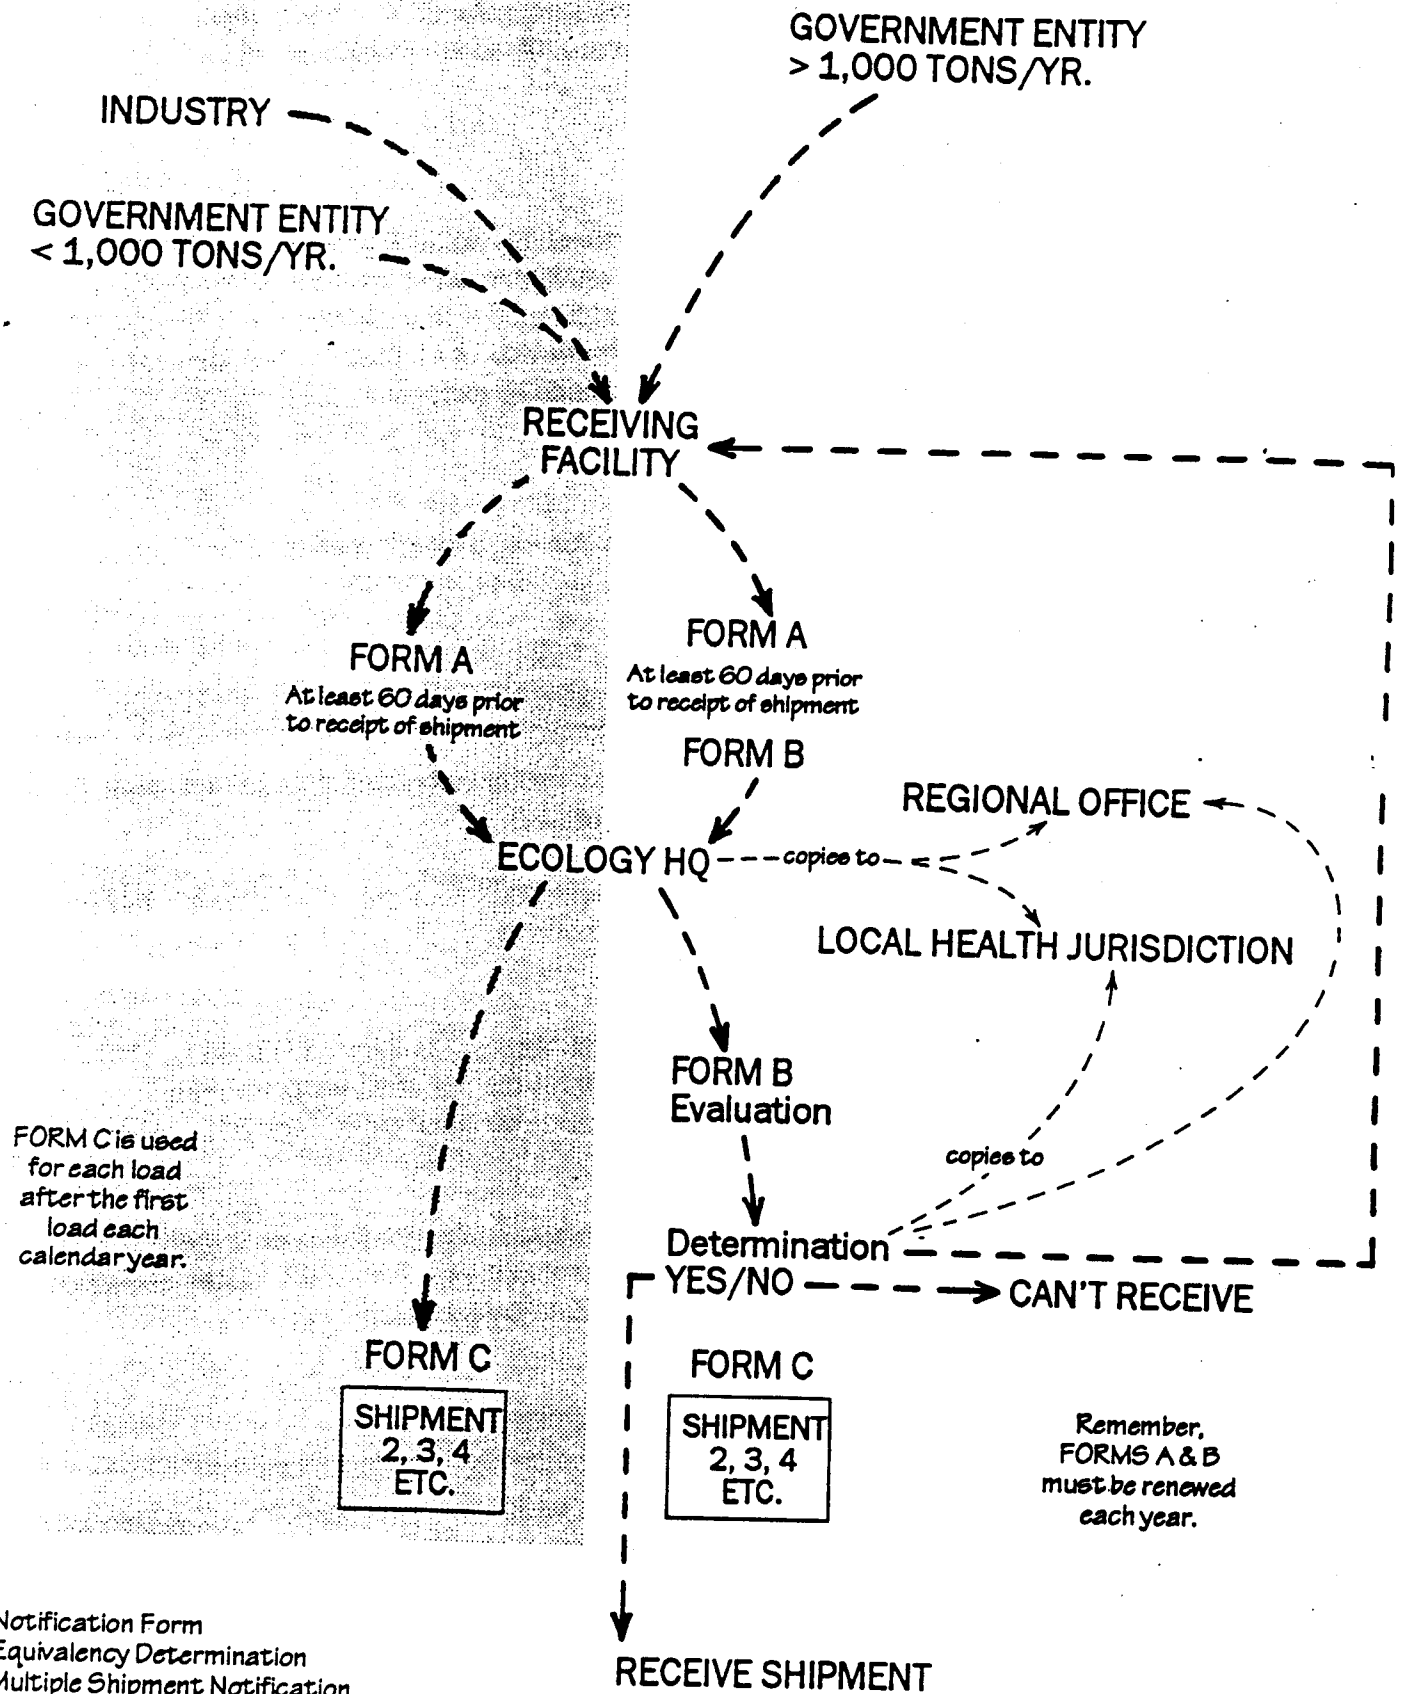 GOVERNMENT ENTITY
> 1,000 TONS/YR.
INDUSTRY
GOVERNMENT ENTITY
< 1,000 TONS/YR.
RECEIVING
FACILITY
FORM A
At least 60 days prior
to receipt of shipment
FORM A
At least 60 days prior
to receipt of shipment
FORM B
REGIONAL OFFICE
ECOLOGY HQ
copies to
LOCAL HEALTH JURISDICTION
FORM B
Evaluation
FORM C is used
for each load
after the first
load each
calendar year.
copies to
Determination
YES/NO
CAN'T RECEIVE
FORM C
SHIPMENT
2, 3, 4
ETC.
FORM C
SHIPMENT
2, 3, 4
ETC.
Remember,
FORMS A & B
must be renewed
each year.
Notification Form
Equivalency Determination
Multiple Shipment Notification
RECEIVE SHIPMENT